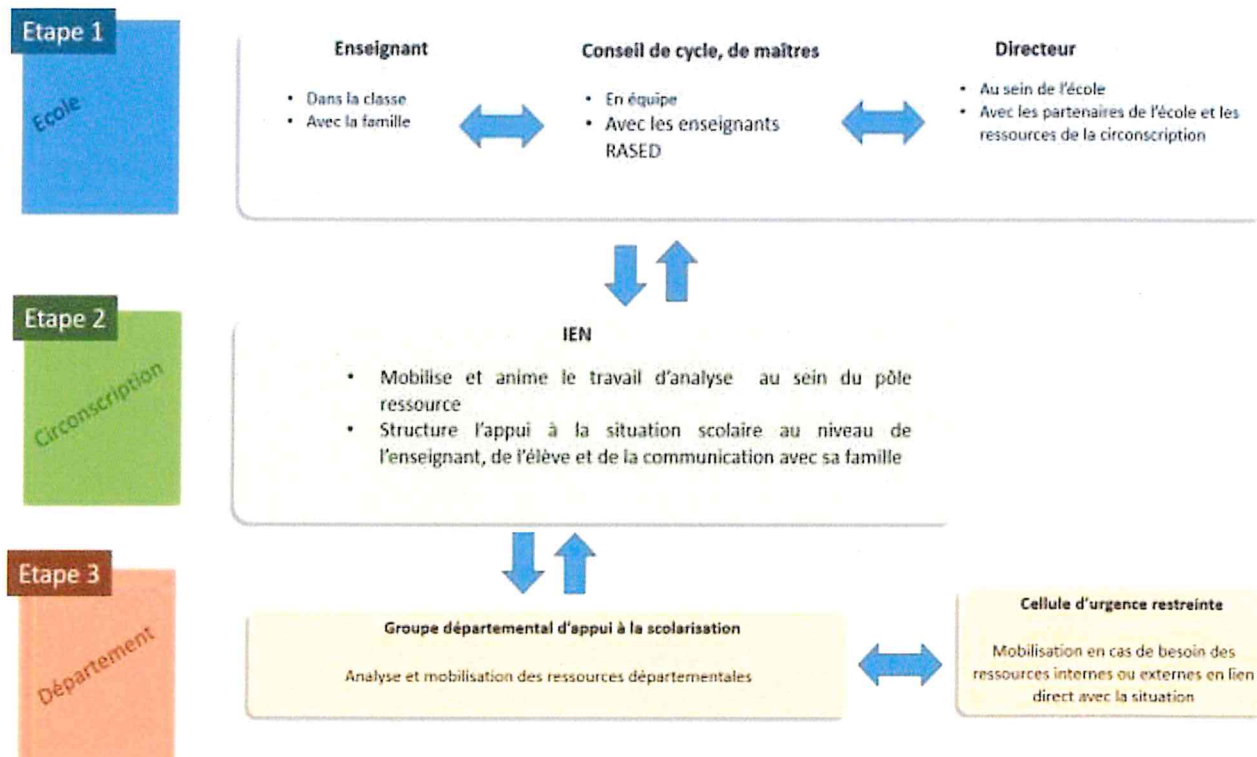 Etape 1
Ecole
Enseignant
• Dans la classe
• Avec la famille
Conseil de cycle, de maîtres
• En équipe
• Avec les enseignants
RASED
Directeur
• Au sein de l'école
• Avec les partenaires de l'école et les
ressources de la circonscription
Etape 2
Circonscription
IEN
• Mobilise et anime le travail d'analyse au sein du pôle
ressource
• Structure l'appui à la situation scolaire au niveau de
l'enseignant, de l'élève et de la communication avec sa famille
Etape 3
Département
Groupe départemental d'appui à la scolarisation
Analyse et mobilisation des ressources départementales
Cellule d'urgence restreinte
Mobilisation en cas de besoin des
ressources internes ou externes en lien
direct avec la situation